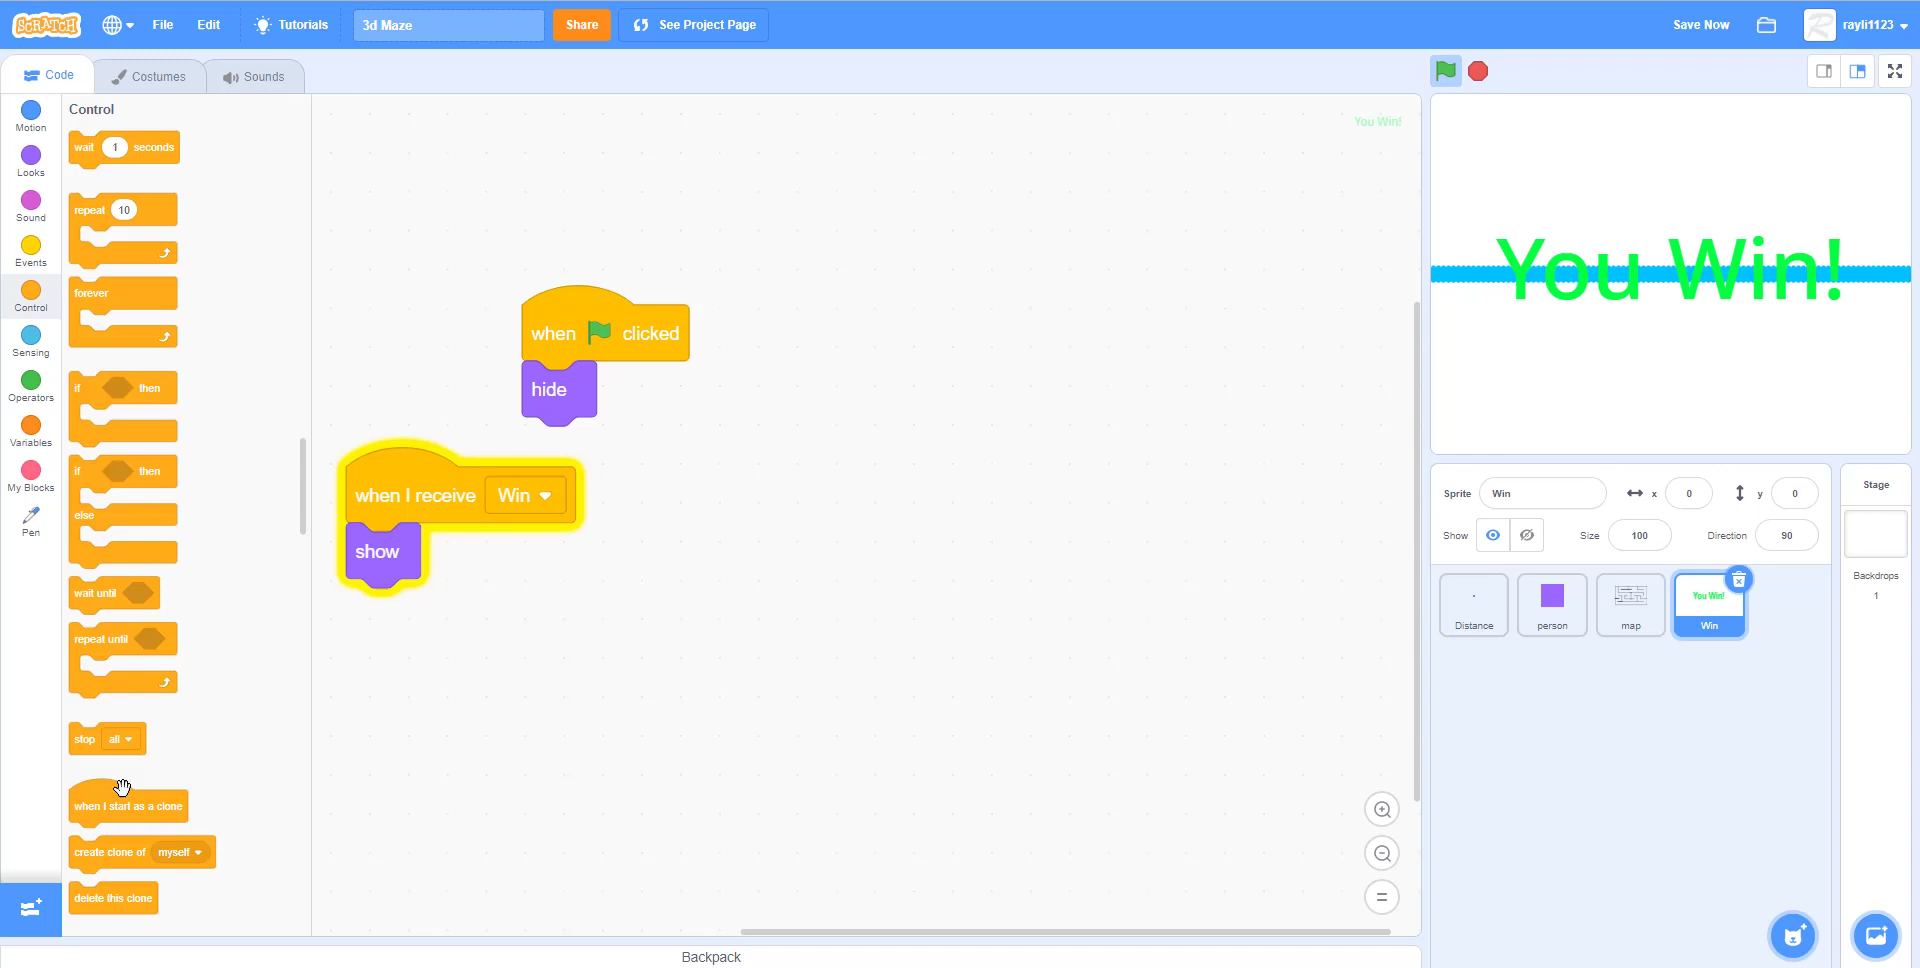 SCRATCH File Edit Tutorials 3d Maze Share See Project Page Save Now rayli1123
Code Costumes Sounds
Motion
Looks
Sound
Events
Control
Sensing
Operators
Variables
My Blocks
Pen
Control
wait 1 seconds
repeat 10
forever
if then
if then
else
wait until
repeat until
stop all
when I start as a clone
create clone of myself
delete this clone
You Win!
when clicked
hide
when I receive Win
show
Backpack
You Win!
Sprite Win x 0 y 0
Show Size 100 Direction 90
Distance
person
map
You Win!
Win
Stage
Backdrops
1